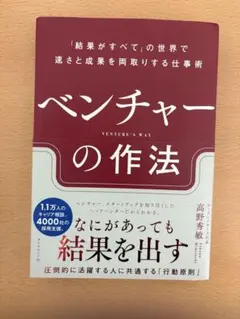 「結果がすべて」の世界で
速さと成果を両取りする仕事術
ベンチャー
VENTURE'S WAY
の作法
1.1万人の
キャリア相談、
4000社の
採用支援。
高野秀敏
なにがあっても
結果を出す
圧倒的に活躍する人に共通する「行動原則」